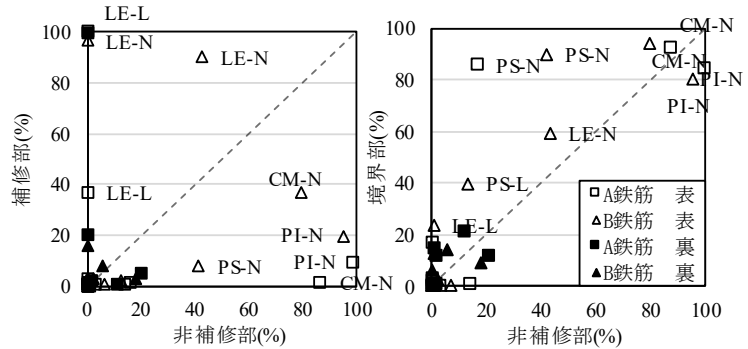 LE-L
100
LE-N
LE-N
80
60
40
LE-L
CM-N
20
PI-N
PS-N
PI-N
CM-N
0
0 20 40 60 80 100
補修部(%)
非補修部(%)
100
CM-N
PS-N
PS-N
CM-N
80
PI-N
PI-N
60
LE-N
40
PS-L
LE-L
20
0
0 20 40 60 80 100
境界部(%)
非補修部(%)
A鉄筋 表
B鉄筋 表
A鉄筋 裏
B鉄筋 裏